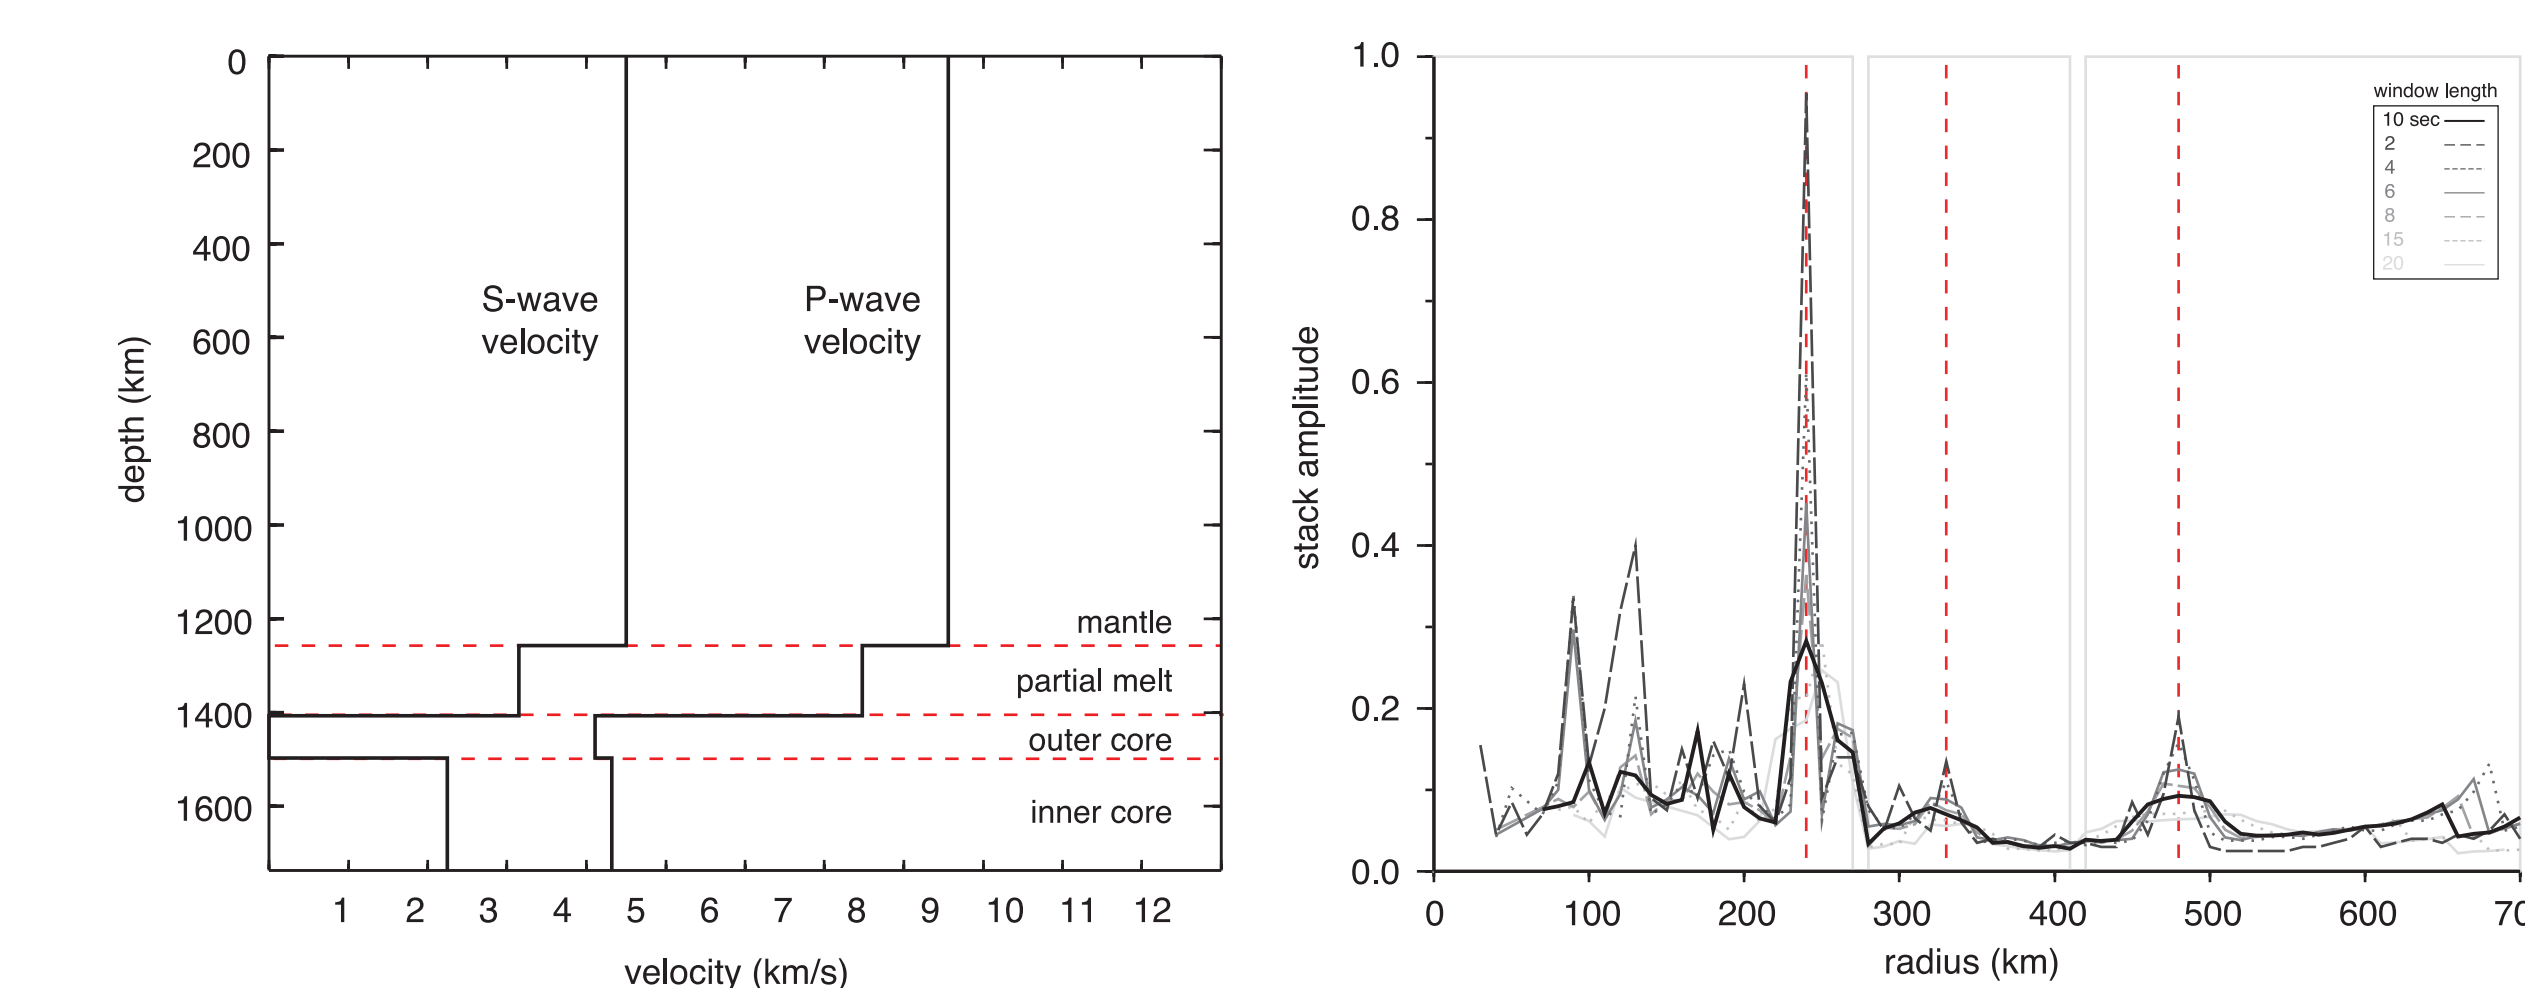 0
200
400
600
800
1000
1200
1400
1600
depth (km)
S-wave
velocity
P-wave
velocity
mantle
partial melt
outer core
inner core
1 2 3 4 5 6 7 8 9 10 11 12
velocity (km/s)
1.0
0.8
0.6
0.4
0.2
0.0
stack amplitude
window length
10 sec
2
4
6
8
15
20
0 100 200 300 400 500 600 70
radius (km)